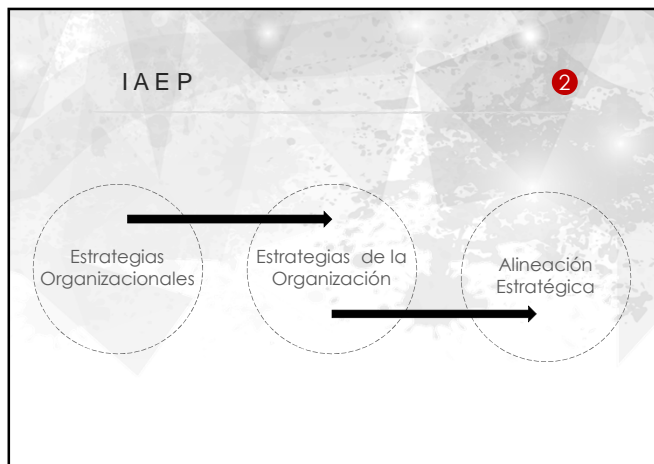 IAEP
2
Estrategias
Organizacionales
Estrategias de la
Organización
Alineación
Estratégica